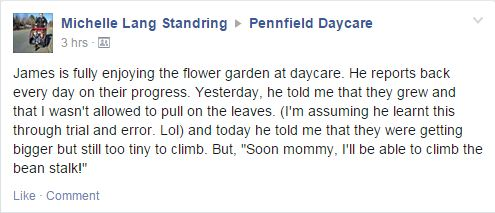 Michelle Lang Standring ▸ Pennfield Daycare
3 hrs ·
James is fully enjoying the flower garden at daycare. He reports back
every day on their progress. Yesterday, he told me that they grew and
that I wasn't allowed to pull on the leaves. (I'm assuming he learnt this
through trial and error. Lol) and today he told me that they were getting
bigger but still too tiny to climb. But, "Soon mommy, I'll be able to climb the
bean stalk!"
Like · Comment